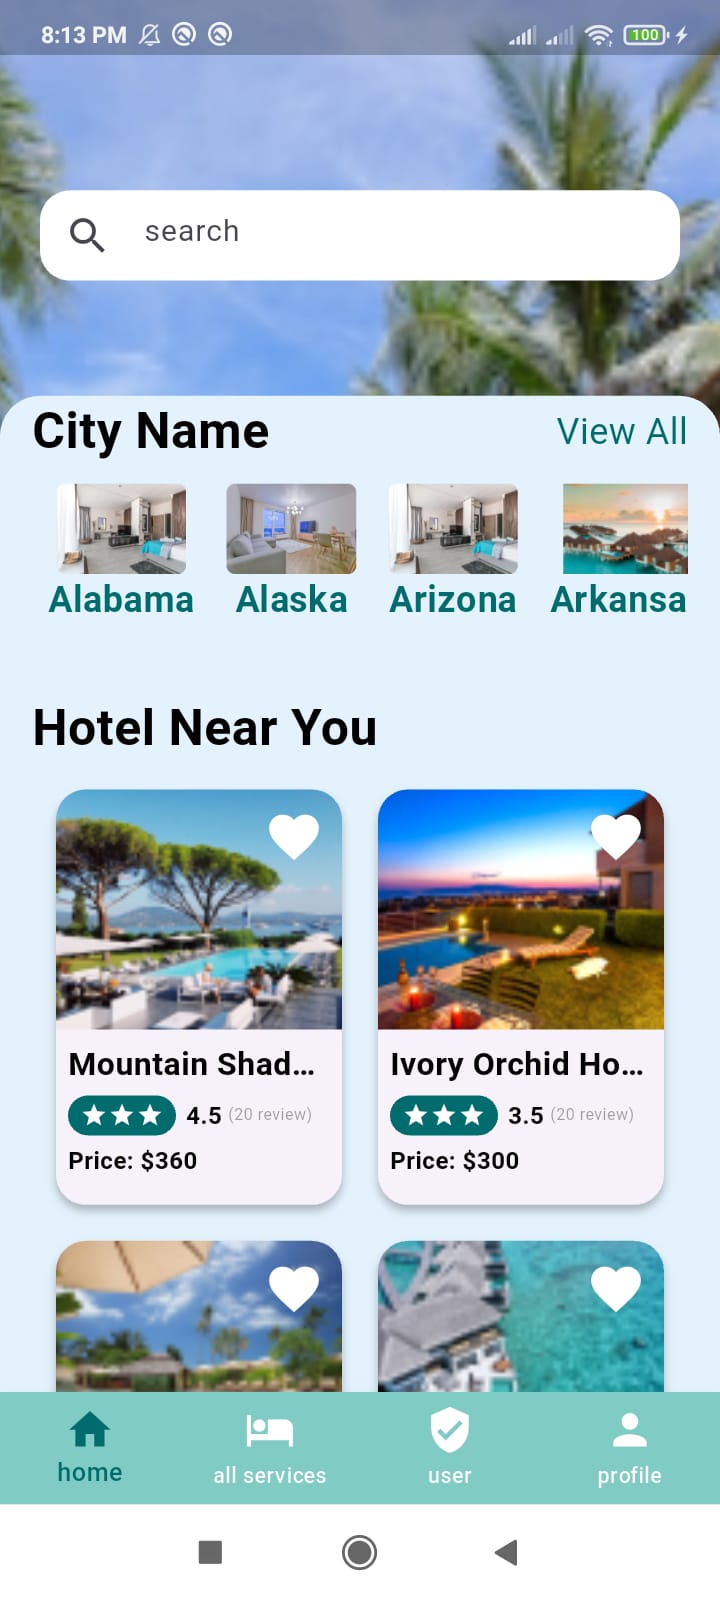 8:13 PM 100
search
City Name View All
Alabama Alaska Arizona Arkansa
Hotel Near You
Mountain Shad... Ivory Orchid Ho...
4.5 (20 review) 3.5 (20 review)
Price: $360 Price: $300
home all services user profile